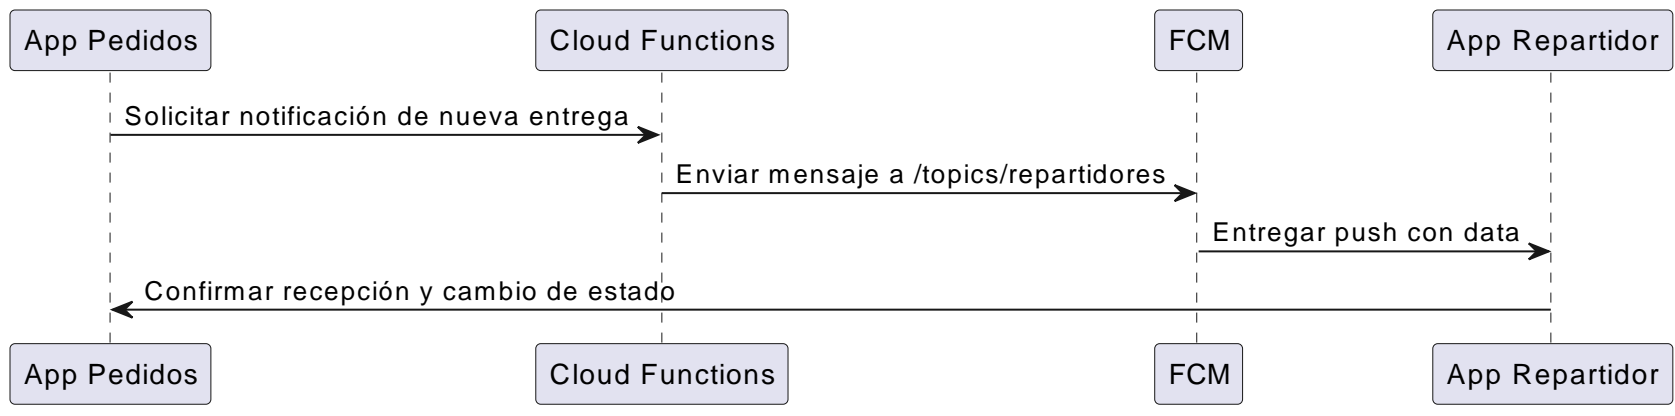 App Pedidos
Cloud Functions
FCM
App Repartidor
Solicitar notificación de nueva entrega
Enviar mensaje a /topics/repartidores
Entregar push con data
Confirmar recepción y cambio de estado
App Pedidos
Cloud Functions
FCM
App Repartidor